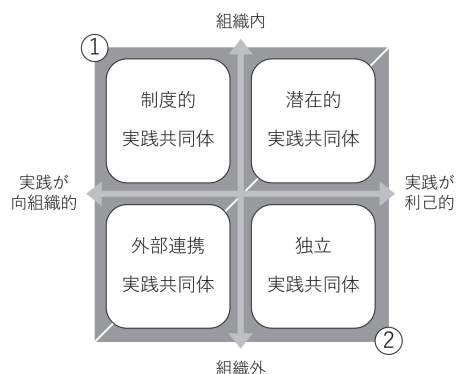 組織内
①
制度的
実践共同体
潜在的
実践共同体
実践が
向組織的
実践が
利己的
外部連携
実践共同体
独立
実践共同体
②
組織外